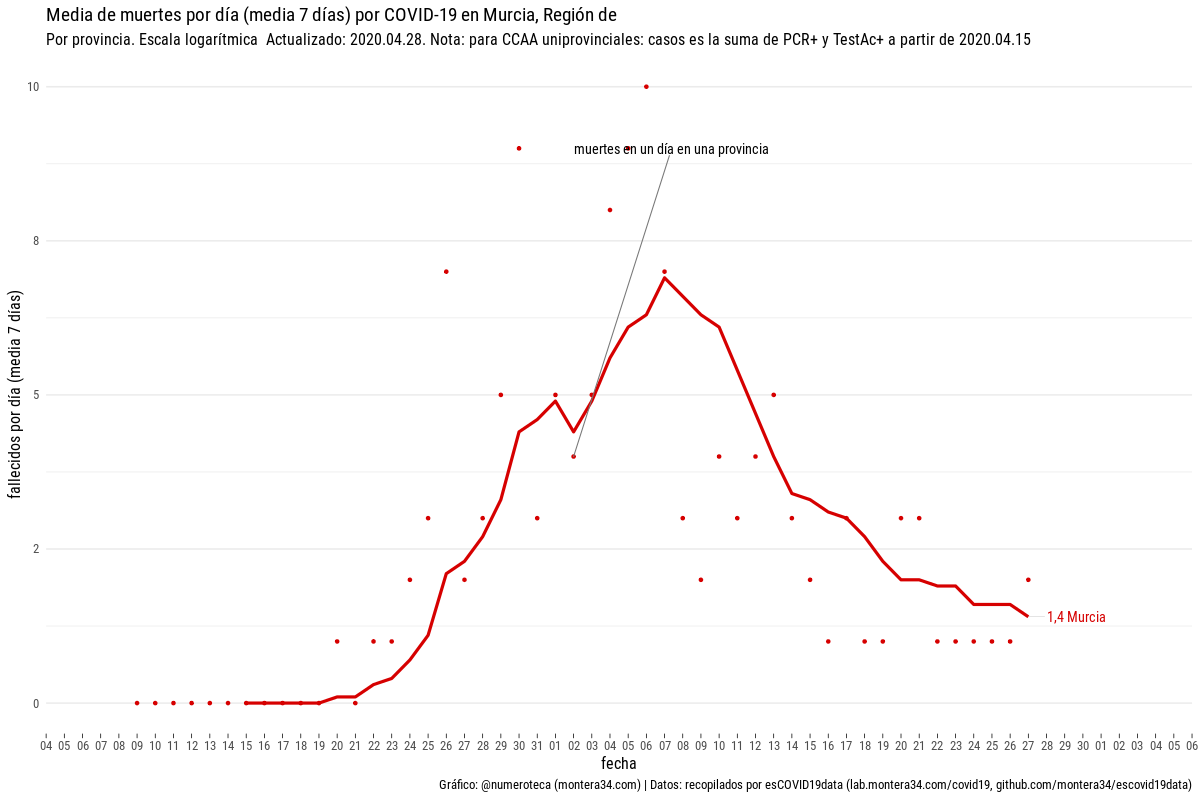 Media de muertes por día (media 7 días) por COVID-19 en Murcia, Región de
Por provincia. Escala logarítmica  Actualizado: 2020.04.28. Nota: para CCAA uniprovinciales: casos es la suma de PCR+ y TestAc+ a partir de 2020.04.15
fallecidos por día (media 7 días)
10
8
5
2
0
muertes en un día en una provincia
1,4 Murcia
04 05 06 07 08 09 10 11 12 13 14 15 16 17 18 19 20 21 22 23 24 25 26 27 28 29 30 31 01 02 03 04 05 06 07 08 09 10 11 12 13 14 15 16 17 18 19 20 21 22 23 24 25 26 27 28 29 30 01 02 03 04 05 06
fecha
Gráfico: @numeroteca (montera34.com) | Datos: recopilados por esCOVID19data (lab.montera34.com/covid19, github.com/montera34/escovid19data)